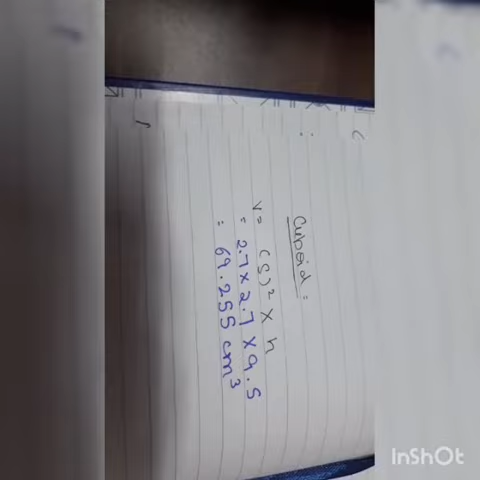 Cuboid :
V = (S)² × h
= 2.7 × 2.7 × 9.5
: 69.255 cm³
InShOt